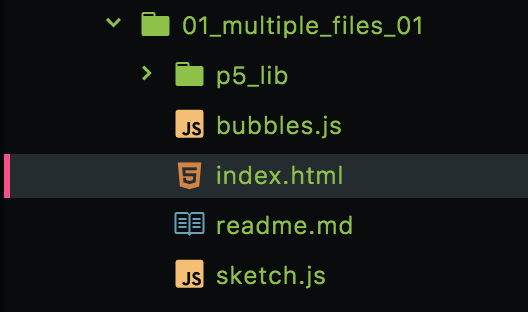 01_multiple_files_01
p5_lib
JS bubbles.js
5 index.html
readme.md
JS sketch.js